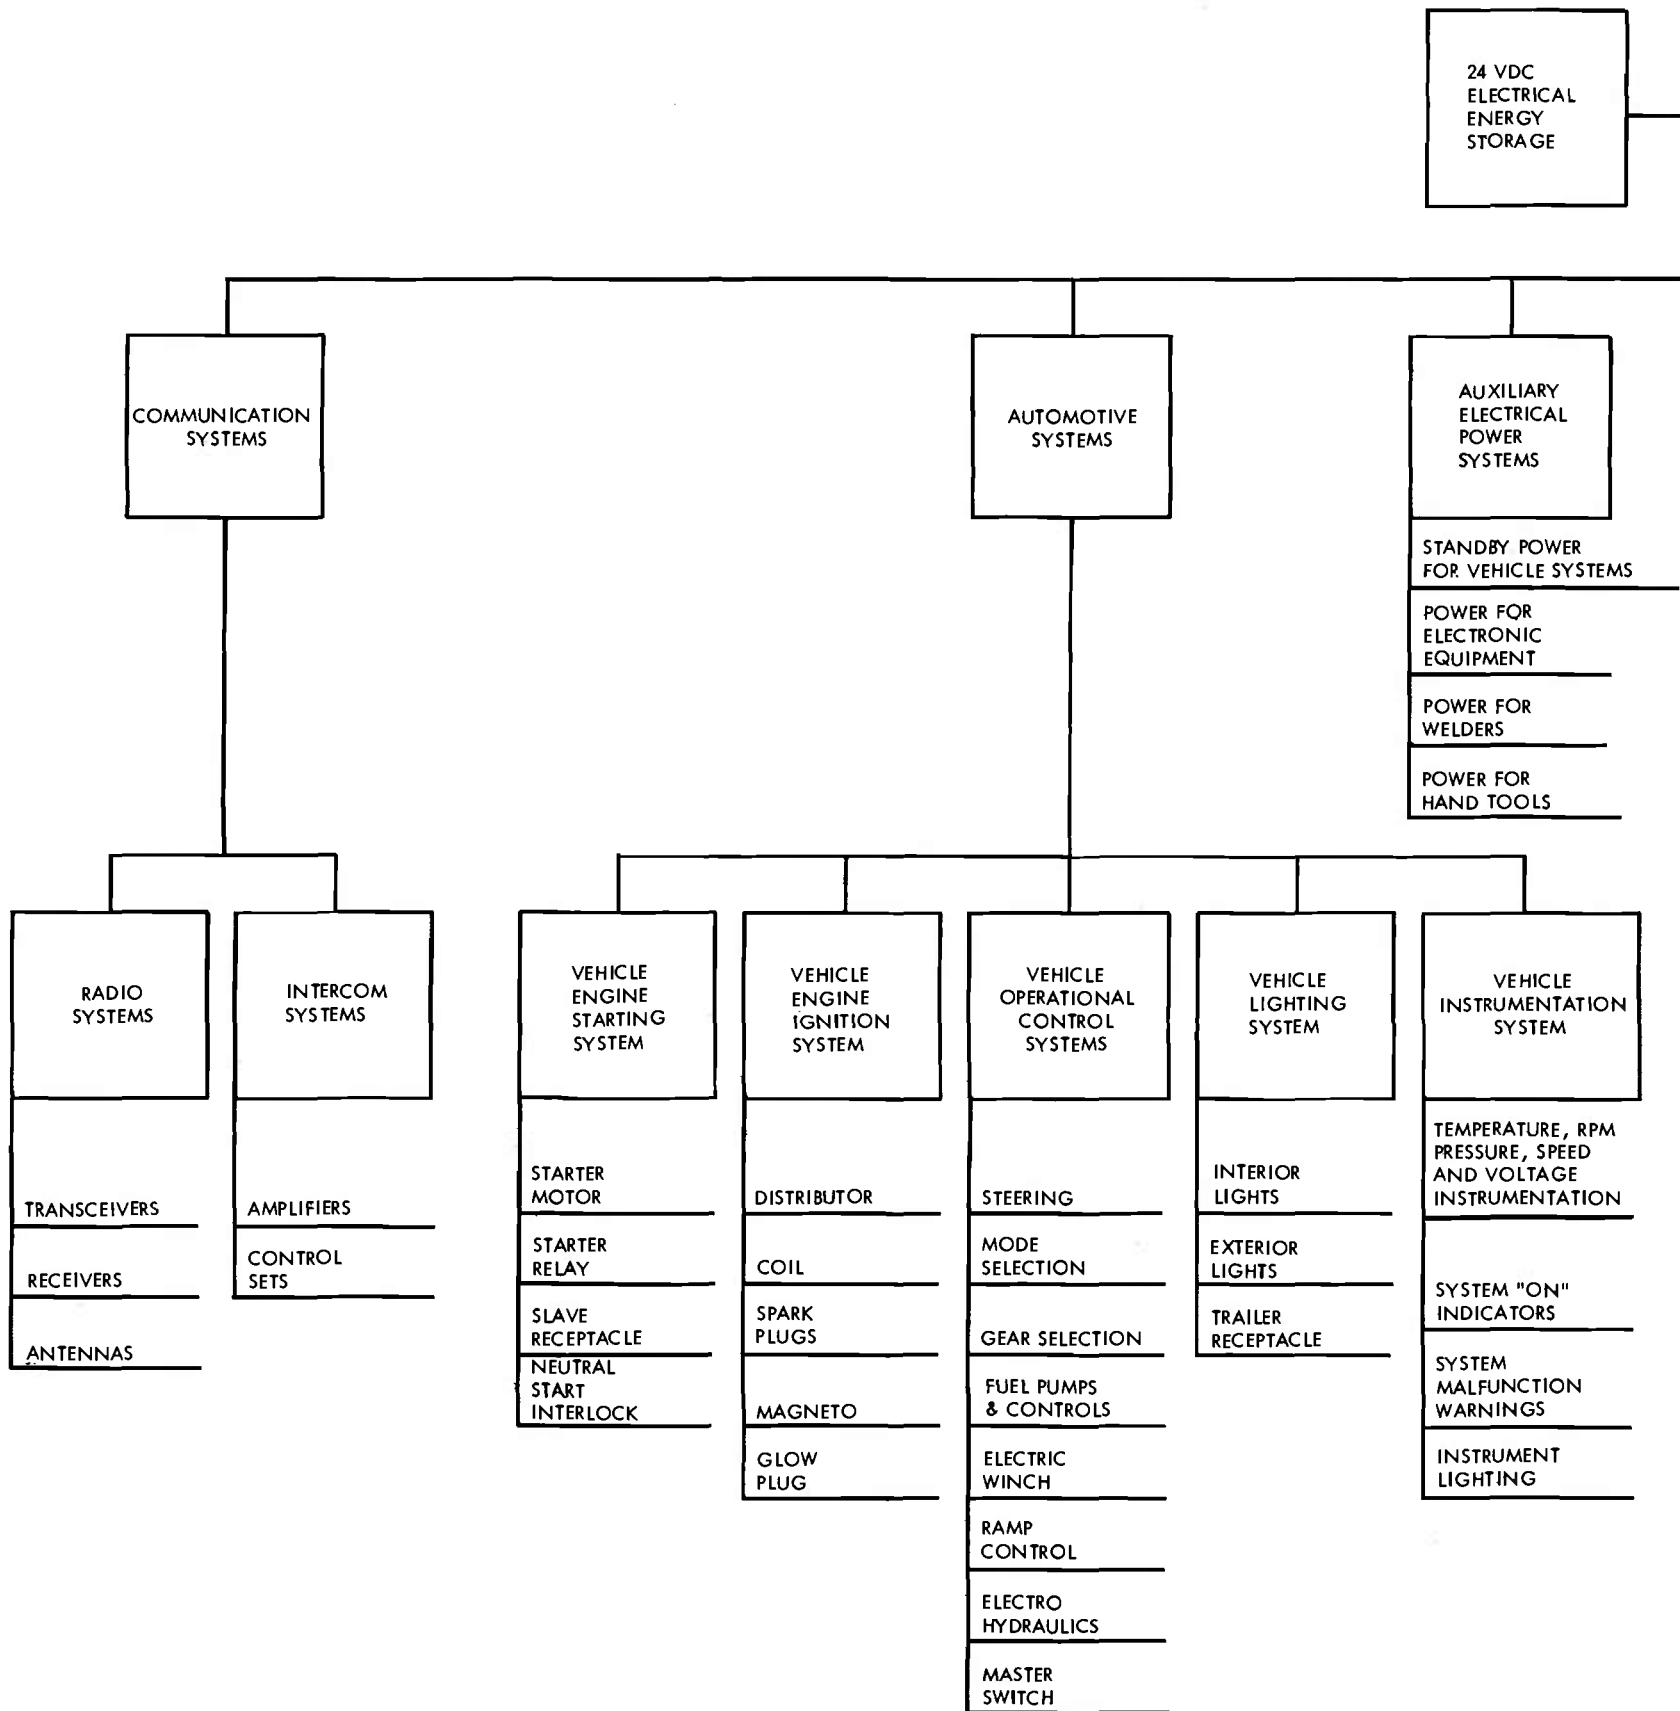 24 VDC
ELECTRICAL
ENERGY
STORAGE
COMMUNICATION
SYSTEMS
AUTOMOTIVE
SYSTEMS
AUXILIARY
ELECTRICAL
POWER
SYSTEMS
STANDBY POWER
FOR VEHICLE SYSTEMS
POWER FOR
ELECTRONIC
EQUIPMENT
POWER FOR
WELDERS
POWER FOR
HAND TOOLS
RADIO
SYSTEMS
TRANSCEIVERS
RECEIVERS
ANTENNAS
INTERCOM
SYSTEMS
AMPLIFIERS
CONTROL
SETS
VEHICLE
ENGINE
STARTING
SYSTEM
STARTER
MOTOR
STARTER
RELAY
SLAVE
RECEPTACLE
NEUTRAL
START
INTERLOCK
VEHICLE
ENGINE
IGNITION
SYSTEM
DISTRIBUTOR
COIL
SPARK
PLUGS
MAGNETO
GLOW
PLUG
VEHICLE
OPERATIONAL
CONTROL
SYSTEMS
STEERING
MODE
SELECTION
GEAR SELECTION
FUEL PUMPS
& CONTROLS
ELECTRIC
WINCH
RAMP
CONTROL
ELECTRO
HYDRAULICS
MASTER
SWITCH
VEHICLE
LIGHTING
SYSTEM
INTERIOR
LIGHTS
EXTERIOR
LIGHTS
TRAILER
RECEPTACLE
VEHICLE
INSTRUMENTATION
SYSTEM
TEMPERATURE, RPM
PRESSURE, SPEED
AND VOLTAGE
INSTRUMENTATION
SYSTEM "ON"
INDICATORS
SYSTEM
MALFUNCTION
WARNINGS
INSTRUMENT
LIGHTING